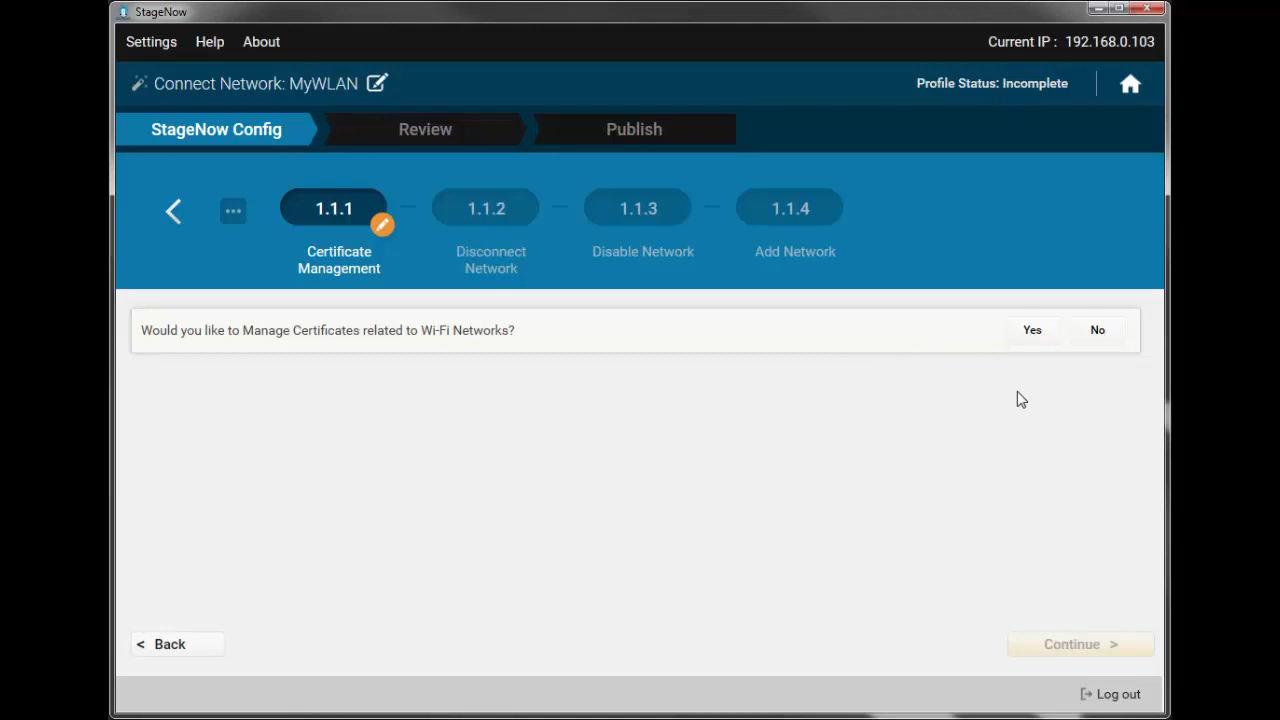 StageNow
Settings Help About Current IP : 192.168.0.103
Connect Network: MyWLAN Profile Status: Incomplete
StageNow Config Review Publish
... 1.1.1 1.1.2 1.1.3 1.1.4
Certificate Disconnect Disable Network Add Network
Management Network
Would you like to Manage Certificates related to Wi-Fi Networks? Yes No
< Back Continue >
Log out